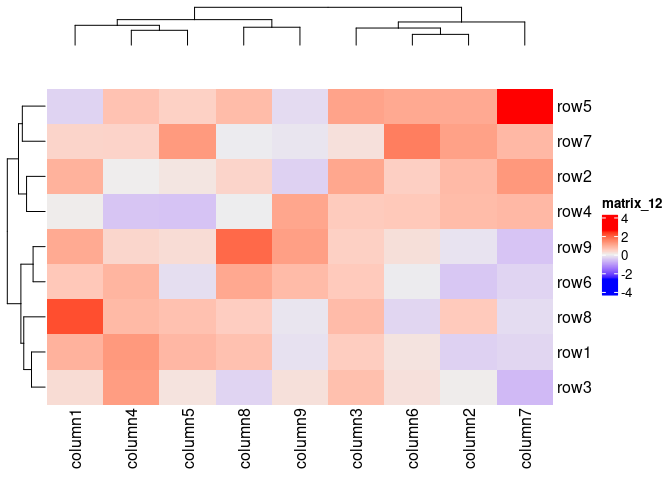 row5
row7
row2
row4
row9
row6
row8
row1
row3
matrix_12
4
2
0
-2
-4
column1 column4 column5 column8 column9 column3 column6 column2 column7